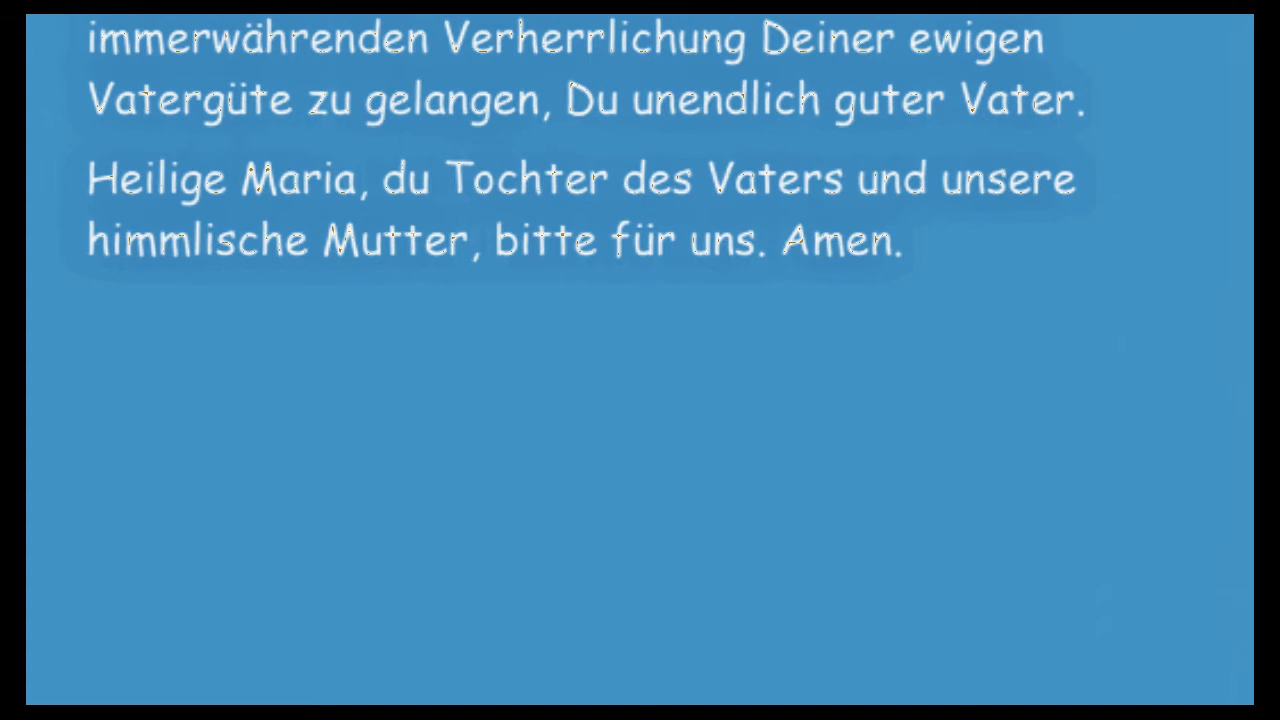 immerwährenden Verherrlichung Deiner ewigen
Vatergüte zu gelangen, Du unendlich guter Vater.
Heilige Maria, du Tochter des Vaters und unsere
himmlische Mutter, bitte für uns. Amen.